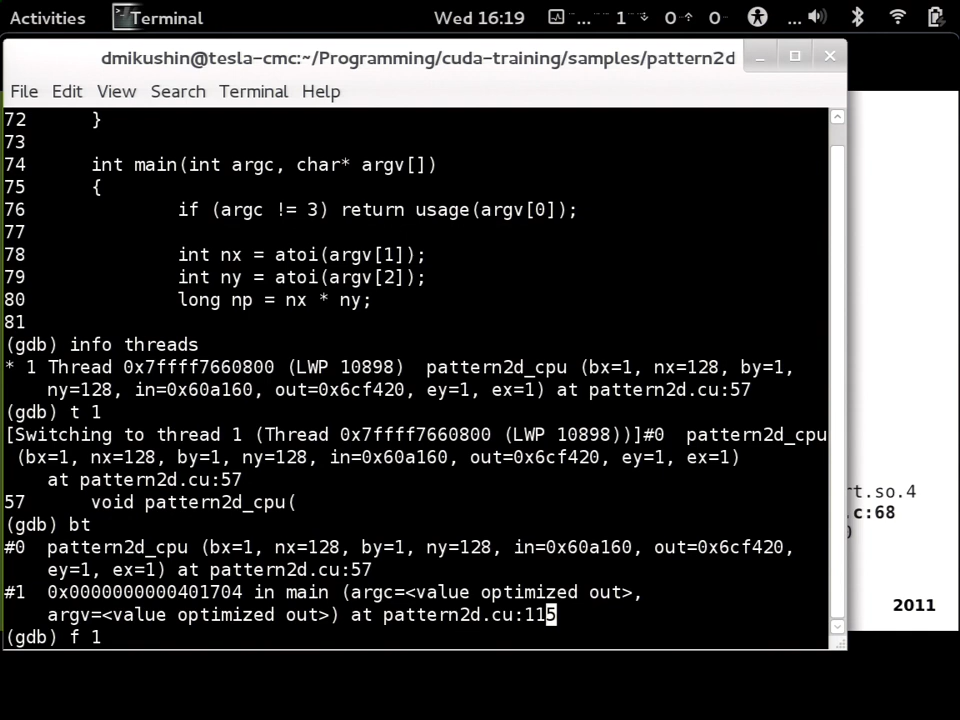 Activities Terminal Wed 16:19 ... 1 0 0 ...
dmikushin@tesla-cmc:~/Programming/cuda-training/samples/pattern2d
File Edit View Search Terminal Help
72      }
73
74      int main(int argc, char* argv[])
75      {
76              if (argc != 3) return usage(argv[0]);
77
78              int nx = atoi(argv[1]);
79              int ny = atoi(argv[2]);
80              long np = nx * ny;
81
(gdb) info threads
* 1 Thread 0x7ffff7660800 (LWP 10898)  pattern2d_cpu (bx=1, nx=128, by=1,
    ny=128, in=0x60a160, out=0x6cf420, ey=1, ex=1) at pattern2d.cu:57
(gdb) t 1
[Switching to thread 1 (Thread 0x7ffff7660800 (LWP 10898))]#0  pattern2d_cpu
 (bx=1, nx=128, by=1, ny=128, in=0x60a160, out=0x6cf420, ey=1, ex=1)
    at pattern2d.cu:57
57      void pattern2d_cpu(
(gdb) bt
#0  pattern2d_cpu (bx=1, nx=128, by=1, ny=128, in=0x60a160, out=0x6cf420,
    ey=1, ex=1) at pattern2d.cu:57
#1  0x0000000000401704 in main (argc=<value optimized out>,
    argv=<value optimized out>) at pattern2d.cu:115
(gdb) f 1
rt.so.4
.c:68
2011